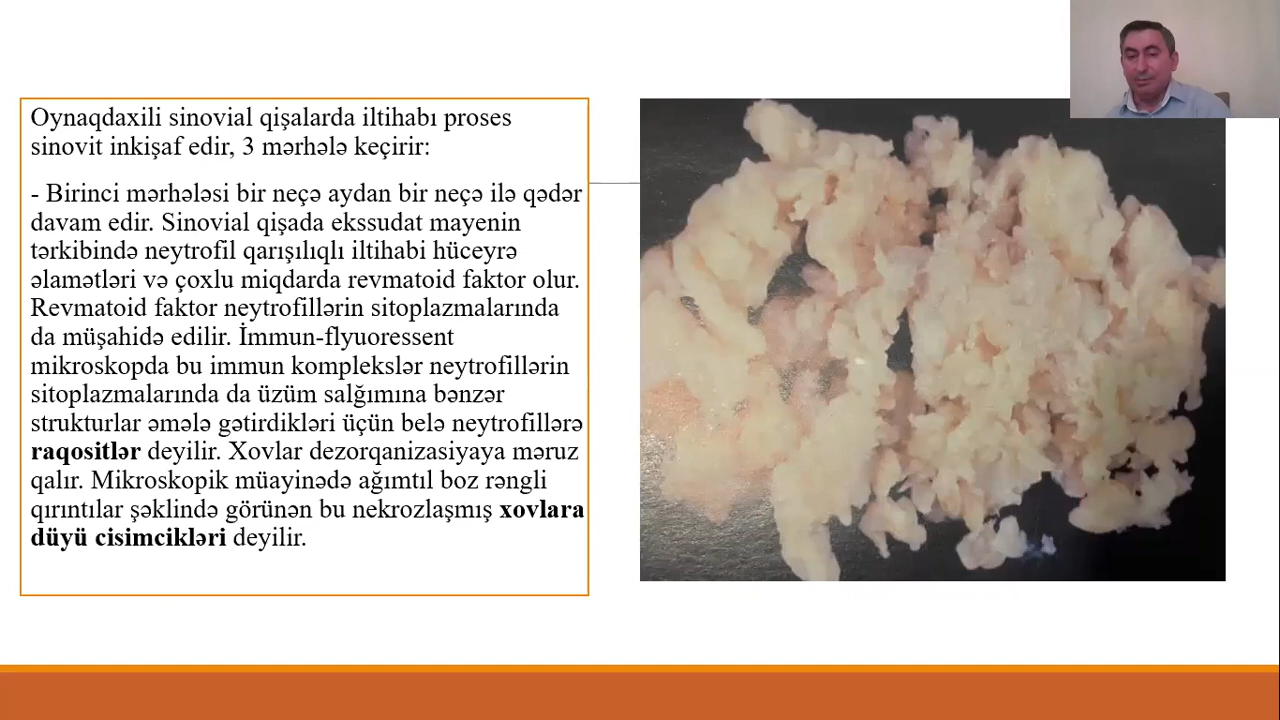 Oynaqdaxili sinovial qişalarda iltihabı proses
sinovit inkişaf edir, 3 mərhələ keçirir:
- Birinci mərhələsi bir neçə aydan bir neçə ilə qədər
davam edir. Sinovial qişada ekssudat mayenin
tərkibində neytrofil qarışılıqlı iltihabi hüceyrə
əlamətləri və çoxlu miqdarda revmatoid faktor olur.
Revmatoid faktor neytrofillərin sitoplazmalarında
da müşahidə edilir. İmmun-flyuoressent
mikroskopda bu immun komplekslər neytrofillərin
sitoplazmalarında da üzüm salğımına bənzər
strukturlar əmələ gətirdikləri üçün belə neytrofillərə
raqositlər deyilir. Xovlar dezorqanizasiyaya məruz
qalır. Mikroskopik müayinədə ağımtıl boz rəngli
qırıntılar şəklində görünən bu nekrozlaşmış xovlara
düyü cisimcikləri deyilir.